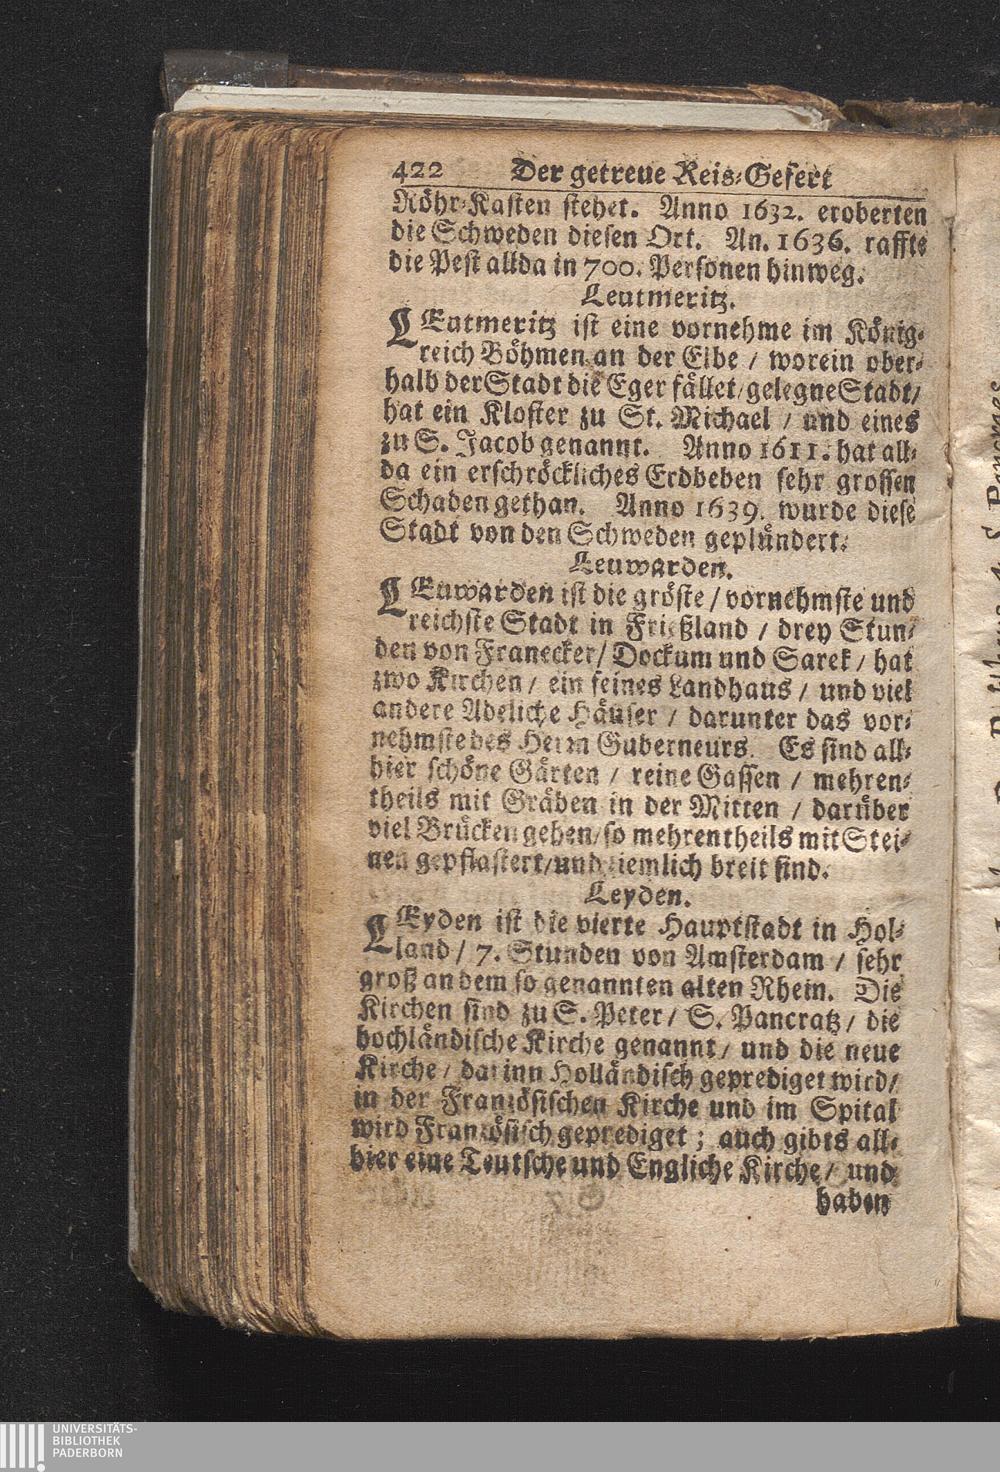 422 Der getreue Reis-Gefert
Röhr-Kasten stehet. Anno 1632. eroberten
die Schweden diesen Ort. An. 1636. raffte
die Pest allda in 700. Personen hinweg.
Leutmeritz.
LEutmeritz ist eine vornehme im König-
reich Böhmen an der Elbe / worein ober-
halb der Stadt die Eger fället / gelegne Stadt /
hat ein Kloster zu St. Michael / und eines
zu S. Jacob genannt. Anno 1611. hat all-
da ein erschröckliches Erdbeben sehr grossen
Schaden gethan. Anno 1639. wurde diese
Stadt von den Schweden geplündert.
Leuwarden.
LEuwarden ist die gröste / vornehmste und
reichste Stadt in Frießland / drey Stun-
den von Franecker / Dockum und Sarek / hat
zwo Kirchen / ein feines Landhaus / und viel
andere Adeliche Häuser / darunter das vor-
nehmste des Herrn Guberneurs. Es sind all-
hier schöne Gärten / reine Gassen / mehren-
theils mit Gräben in der Mitten / darüber
viel Brücken gehen / so mehrentheils mit Stei-
nen gepflastert / und ziemlich breit sind.
Leyden.
LEyden ist die vierte Hauptstadt in Hol-
land / 7. Stunden von Amsterdam / sehr
groß an dem so genannten alten Rhein. Die
Kirchen sind zu S. Peter / S. Pancratz / die
hochländische Kirche genannt / und die neue
Kirche / darinn Holländisch geprediget wird /
in der Französischen Kirche und im Spital
wird Französisch geprediget ; auch gibts all-
hier eine Teutsche und Engliche Kirche / und
haben
UNIVERSITÄTS-
BIBLIOTHEK
PADERBORN